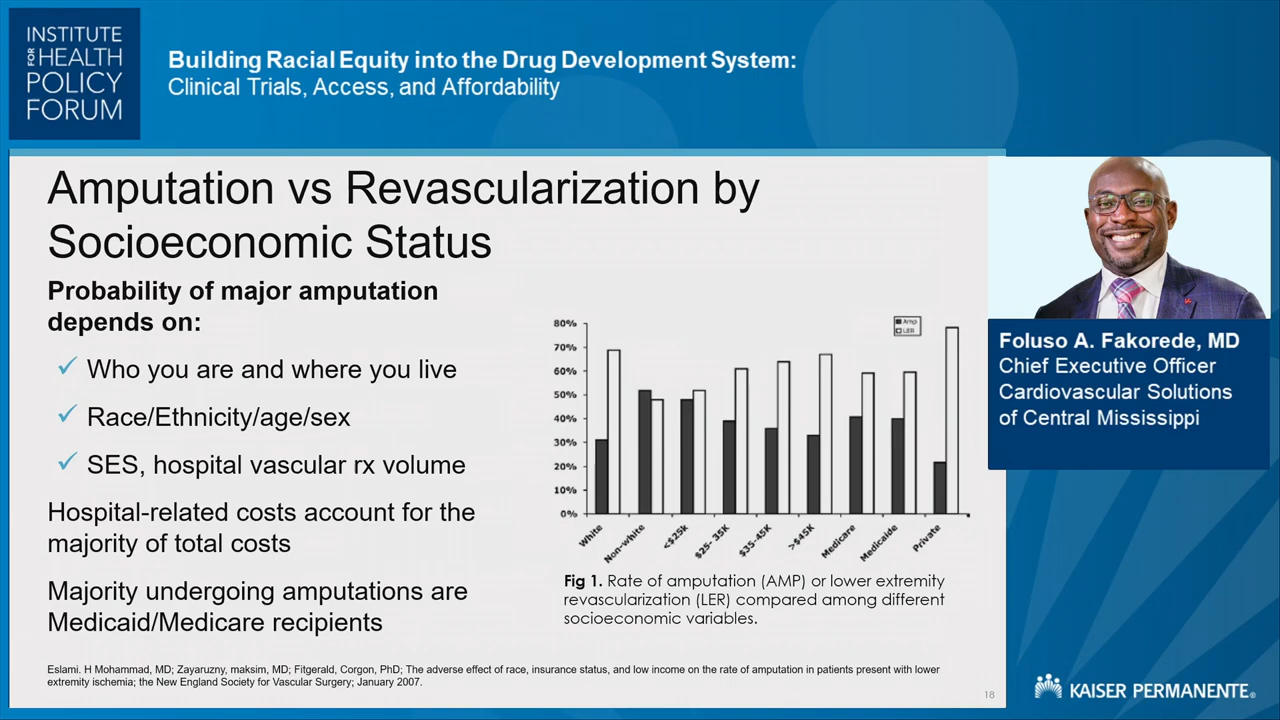 INSTITUTE
FOR HEALTH
POLICY
FORUM
Building Racial Equity into the Drug Development System:
Clinical Trials, Access, and Affordability
Amputation vs Revascularization by
Socioeconomic Status
Probability of major amputation
depends on:
✓ Who you are and where you live
✓ Race/Ethnicity/age/sex
✓ SES, hospital vascular rx volume
Hospital-related costs account for the
majority of total costs
Majority undergoing amputations are
Medicaid/Medicare recipients
80%
70%
60%
50%
40%
30%
20%
10%
0%
Amp
LER
White
Non-white
<$25k
$25- 35K
$35-45K
>$45K
Medicare
Medicaide
Private
Fig 1. Rate of amputation (AMP) or lower extremity
revascularization (LER) compared among different
socioeconomic variables.
Eslami. H Mohammad, MD; Zayaruzny, maksim, MD; Fitzgerald, Corgon, PhD; The adverse effect of race, insurance status, and low income on the rate of amputation in patients present with lower
extremity ischemia; the New England Society for Vascular Surgery; January 2007.
18
Foluso A. Fakorede, MD
Chief Executive Officer
Cardiovascular Solutions
of Central Mississippi
KAISER PERMANENTE®